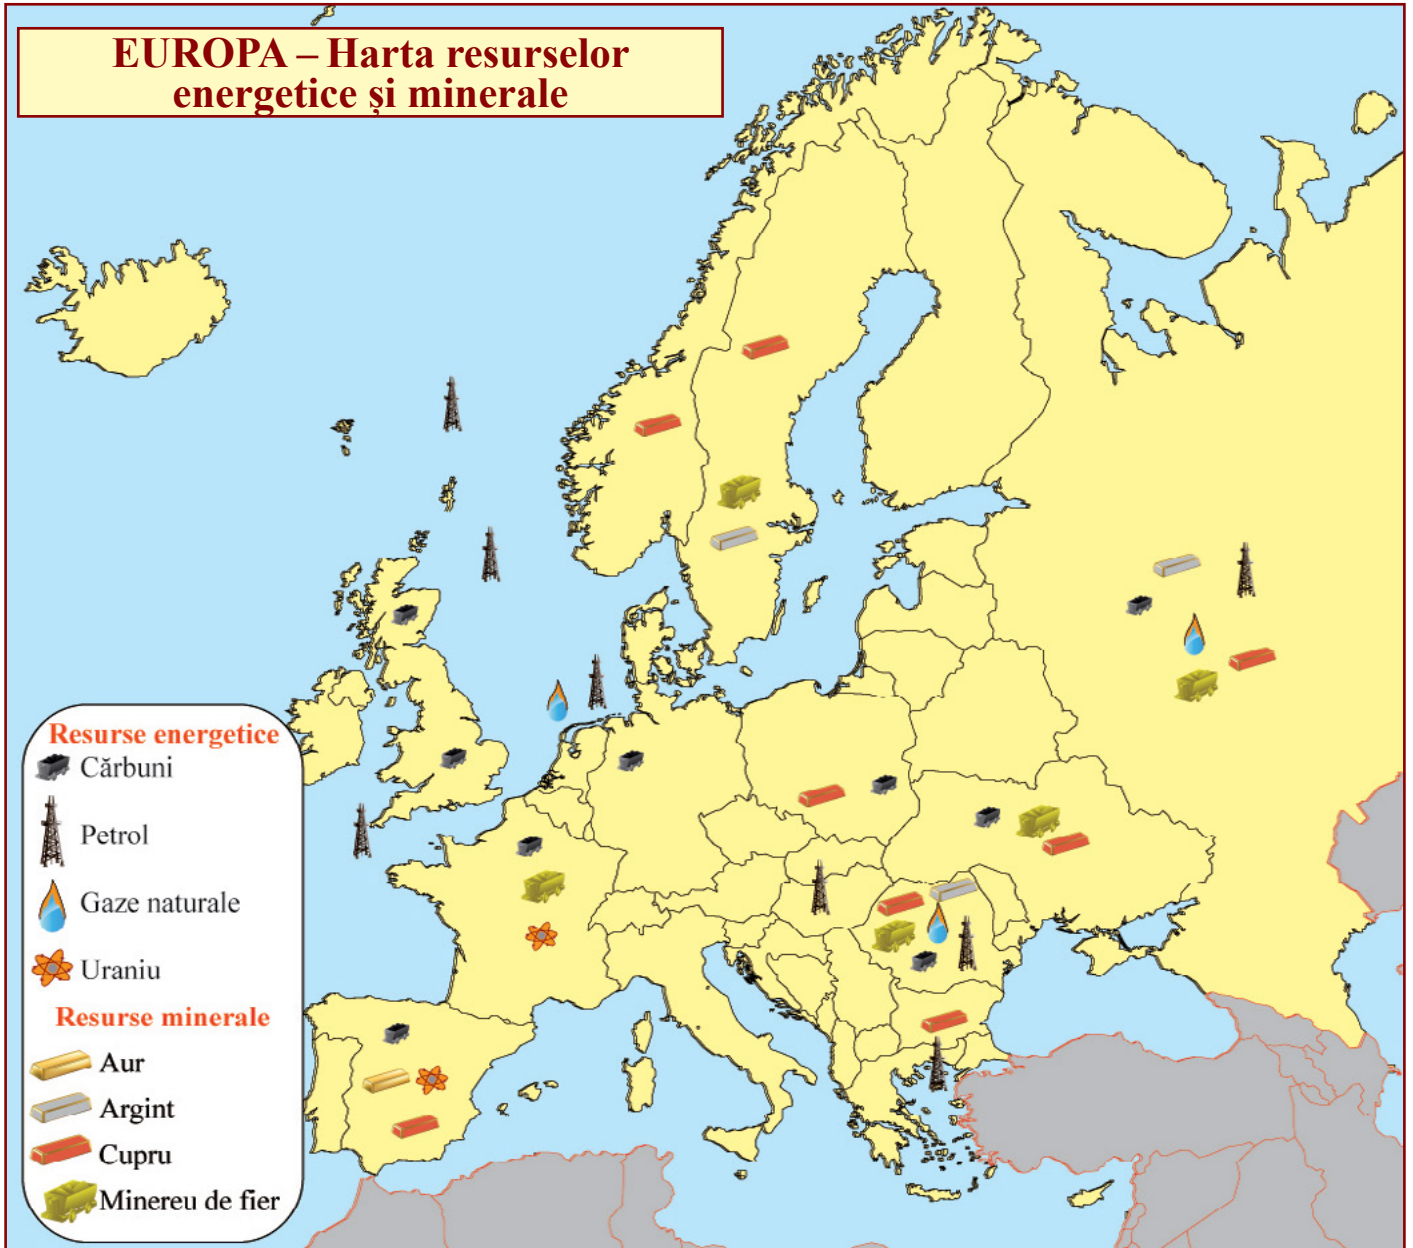 EUROPA – Harta resurselor
energetice și minerale
Resurse energetice
Cărbuni
Petrol
Gaze naturale
Uraniu
Resurse minerale
Aur
Argint
Cupru
Minereu de fier